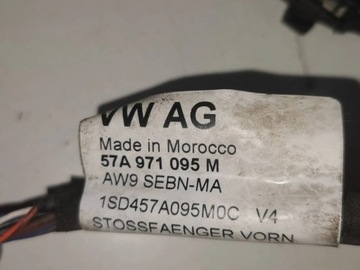 VW AG
Made in Morocco
57A 971 095 M
AW9 SEBN-MA
1SD457A095M0C V4
STOSSFAENGER VORN